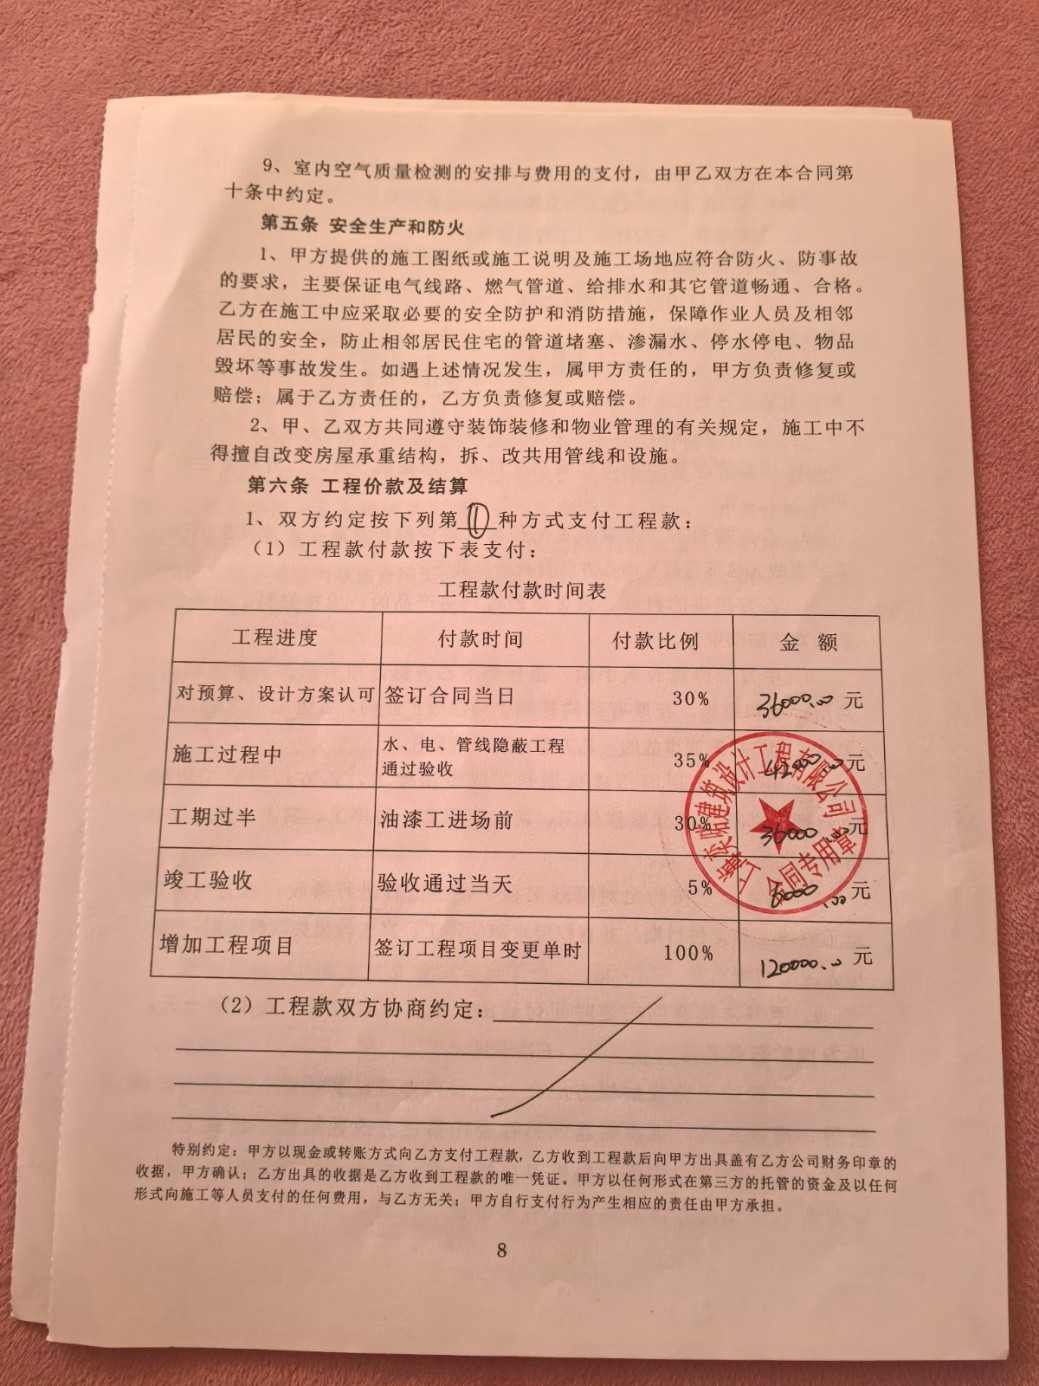 9、室内空气质量检测的安排与费用的支付，由甲乙双方在本合同第
十条中约定。
第五条 安全生产和防火
1、甲方提供的施工图纸或施工说明及施工场地应符合防火、防事故
的要求，主要保证电气线路、燃气管道、给排水和其它管道畅通、合格。
乙方在施工中应采取必要的安全防护和消防措施，保障作业人员及相邻
居民的安全，防止相邻居民住宅的管道堵塞、渗漏水、停水停电、物品
毁坏等事故发生。如遇上述情况发生，属甲方责任的，甲方负责修复或
赔偿；属于乙方责任的，乙方负责修复或赔偿。
2、甲、乙双方共同遵守装饰装修和物业管理的有关规定，施工中不
得擅自改变房屋承重结构，拆、改共用管线和设施。
第六条 工程价款及结算
1、双方约定按下列第(1)种方式支付工程款：
（1）工程款付款按下表支付：
工程款付款时间表
工程进度 付款时间 付款比例 金 额
对预算、设计方案认可 签订合同当日 30% 36000.00 元
施工过程中 水、电、管线隐蔽工程
通过验收 35% 42000.00 元
工期过半 油漆工进场前 30% 36000.00 元
竣工验收 验收通过当天 5% 6000.00 元
增加工程项目 签订工程项目变更单时 100% 120000.00 元
建筑设计工程有限公司
合同专用章
（2）工程款双方协商约定：
特别约定：甲方以现金或转账方式向乙方支付工程款，乙方收到工程款后向甲方出具盖有乙方公司财务印章的
收据，甲方确认；乙方出具的收据是乙方收到工程款的唯一凭证。甲方以任何形式在第三方的托管的资金及以任何
形式向施工等人员支付的任何费用，与乙方无关；甲方自行支付行为产生相应的责任由甲方承担。
8